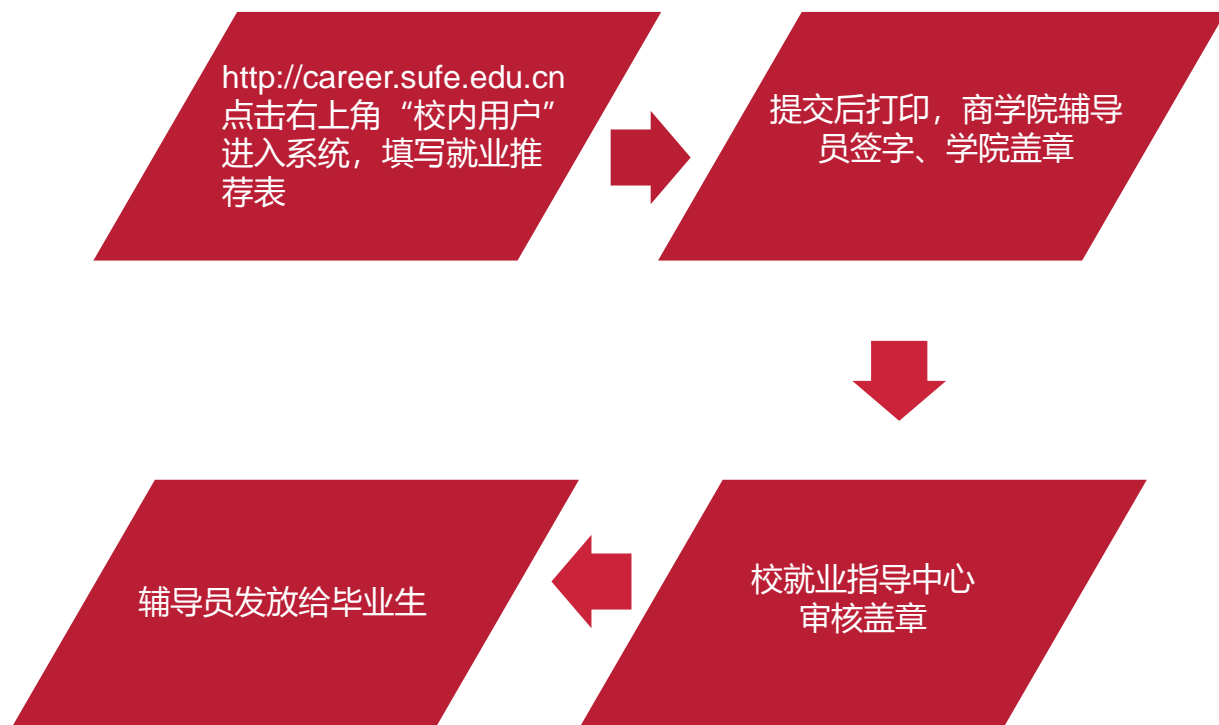 http://career.sufe.edu.cn
点击右上角“校内用户”
进入系统，填写就业推
荐表
提交后打印，商学院辅导
员签字、学院盖章
校就业指导中心
审核盖章
辅导员发放给毕业生